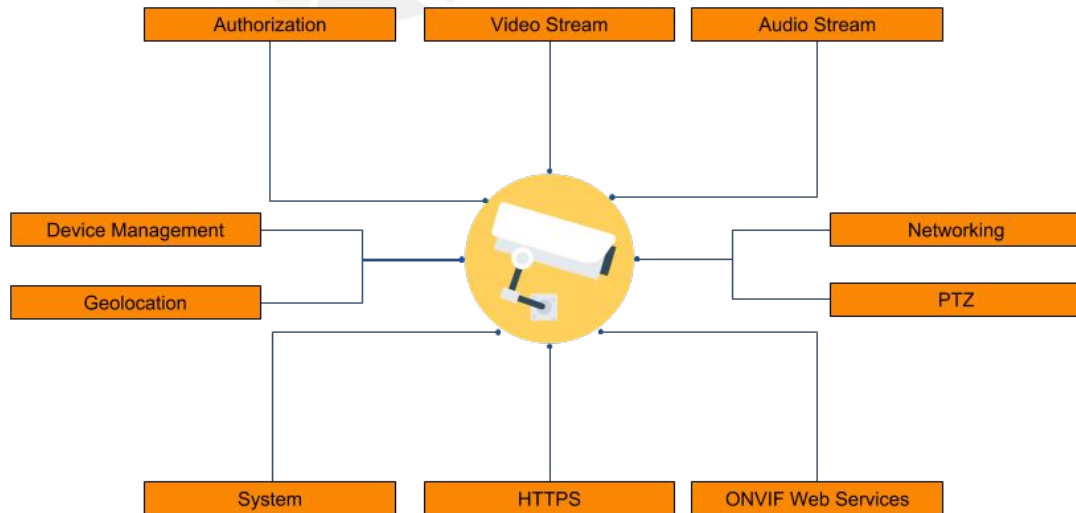 Authorization
Video Stream
Audio Stream
Device Management
Networking
Geolocation
PTZ
System
HTTPS
ONVIF Web Services